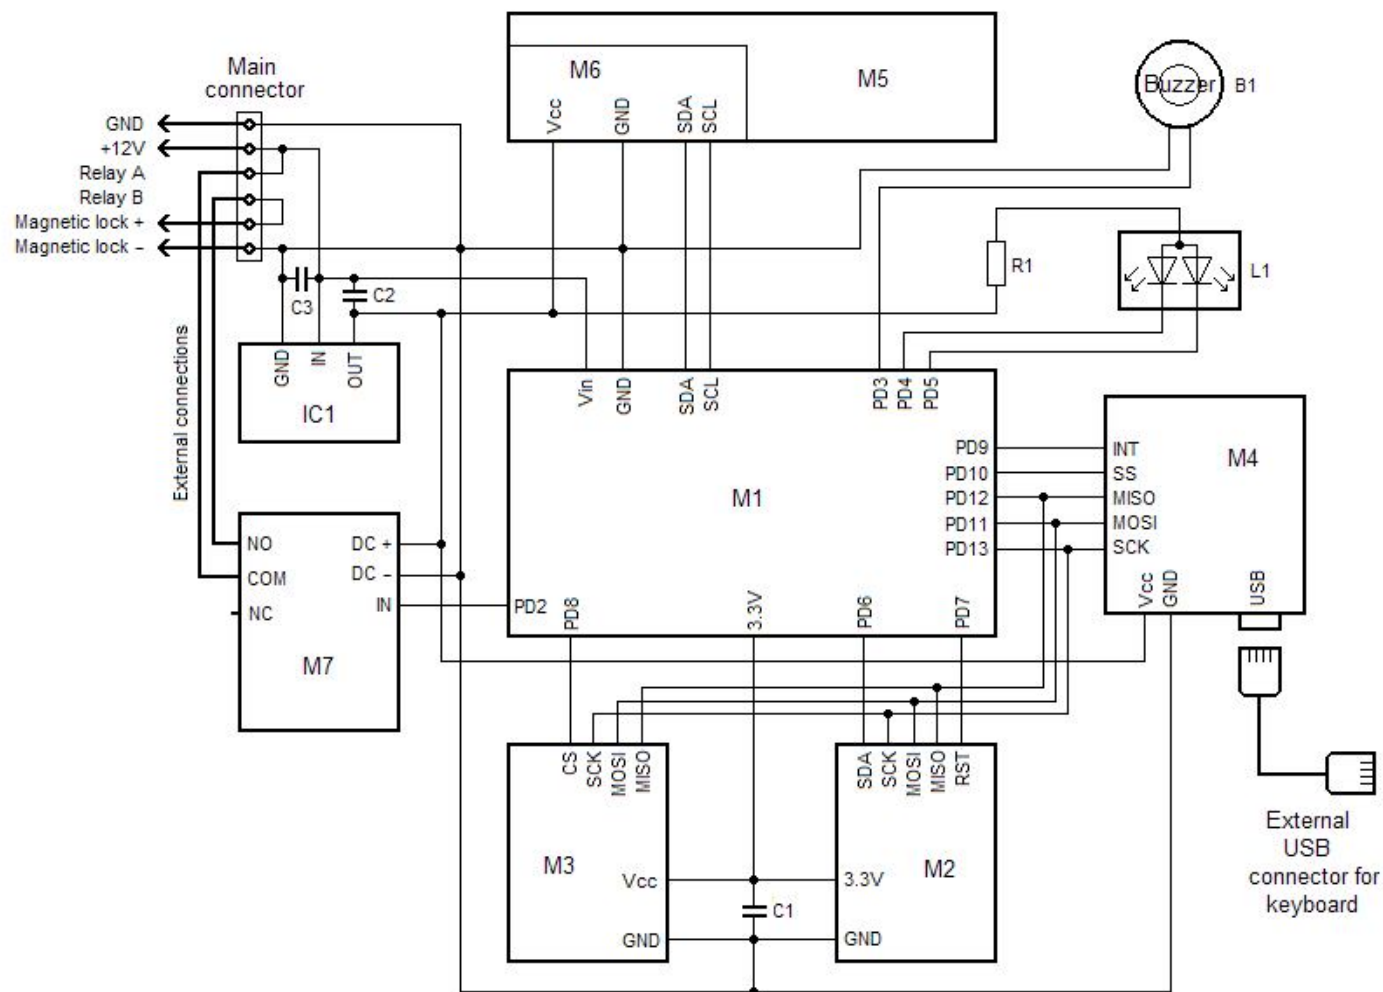 Main
connector
GND
+12V
Relay A
Relay B
Magnetic lock +
Magnetic lock –
External connections
C3
C2
GND
IN
OUT
IC1
NO
COM
NC
DC +
DC –
IN
M7
M6
M5
Vcc
GND
SDA
SCL
Buzzer
B1
R1
L1
Vin
GND
SDA
SCL
PD3
PD4
PD5
M1
PD9
PD10
PD12
PD11
PD13
PD2
PD8
3.3V
PD6
PD7
INT
SS
MISO
MOSI
SCK
M4
Vcc
GND
USB
CS
SCK
MOSI
MISO
M3
Vcc
GND
C1
SDA
SCK
MOSI
MISO
RST
M2
3.3V
GND
External
USB
connector for
keyboard